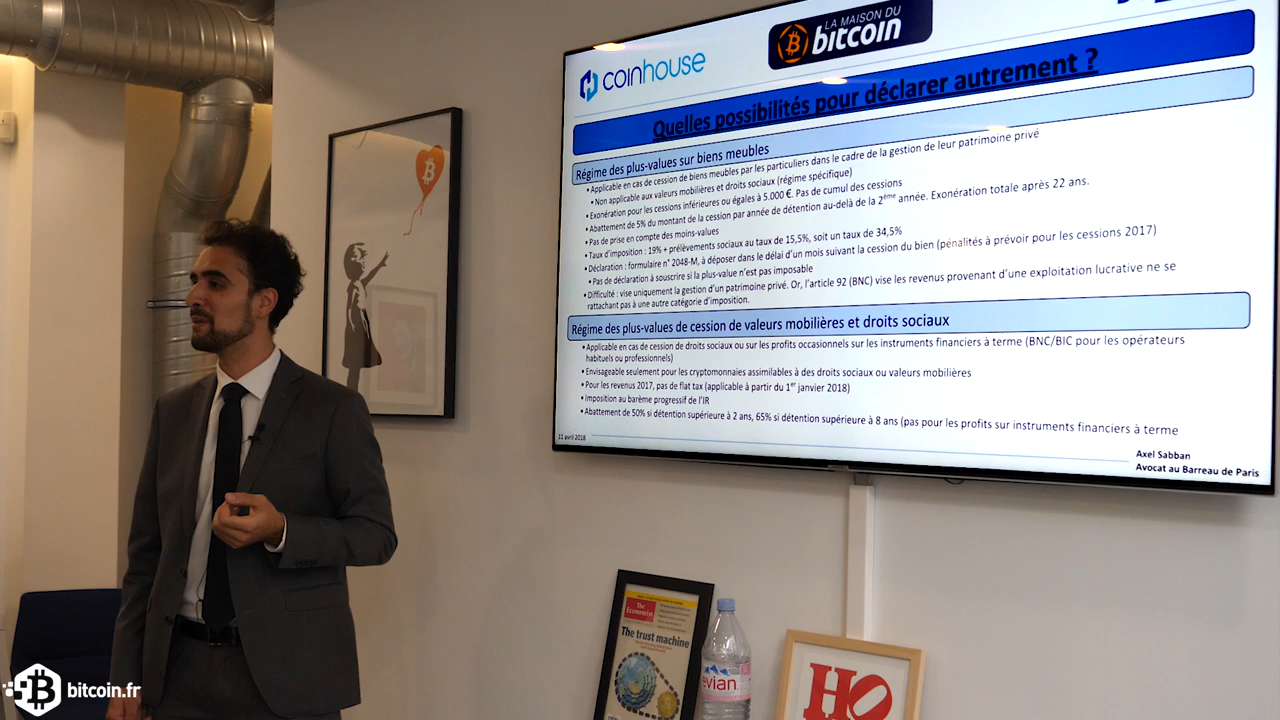 coinhouse
LA MAISON DU
bitcoin
Quelles possibilités pour déclarer autrement ?
Régime des plus-values sur biens meubles
• Applicable en cas de cession de biens meubles par les particuliers dans le cadre de la gestion de leur patrimoine privé
• Non applicable aux valeurs mobilières et droits sociaux (régime spécifique)
• Exonération pour les cessions inférieures ou égales à 5.000 €. Pas de cumul des cessions
• Abattement de 5% du montant de la cession par année de détention au-delà de la 2ème année. Exonération totale après 22 ans.
• Pas de prise en compte des moins-values
• Taux d'imposition : 19% + prélèvements sociaux au taux de 15,5%, soit un taux de 34,5%
• Déclaration : formulaire n° 2048-M, à déposer dans le délai d'un mois suivant la cession du bien (pénalités à prévoir pour les cessions 2017)
• Pas de déclaration à souscrire si la plus-value n'est pas imposable
• Difficulté : vise uniquement la gestion d'un patrimoine privé. Or, l'article 92 (BNC) vise les revenus provenant d'une exploitation lucrative ne se
rattachant pas à une autre catégorie d'imposition.
Régime des plus-values de cession de valeurs mobilières et droits sociaux
• Applicable en cas de cession de droits sociaux ou sur les profits occasionnels sur les instruments financiers à terme (BNC/BIC pour les opérateurs
habituels ou professionnels)
• Envisageable seulement pour les cryptomonnaies assimilables à des droits sociaux ou valeurs mobilières
• Pour les revenus 2017, pas de flat tax (applicable à partir du 1er janvier 2018)
• Imposition au barème progressif de l'IR
• Abattement de 50% si détention supérieure à 2 ans, 65% si détention supérieure à 8 ans (pas pour les profits sur instruments financiers à terme
11 avril 2018
Axel Sabban
Avocat au Barreau de Paris
The
Economist
The trust machine
evian
HO
bitcoin.fr